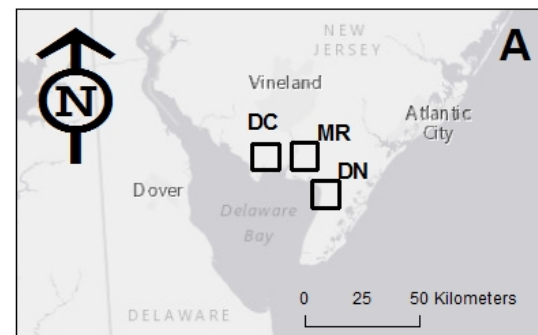 NEW
JERSEY
A
N
Vineland
DC
MR
Atlantic
City
DN
Dover
Delaware
Bay
0 25 50 Kilometers
DELAWARE